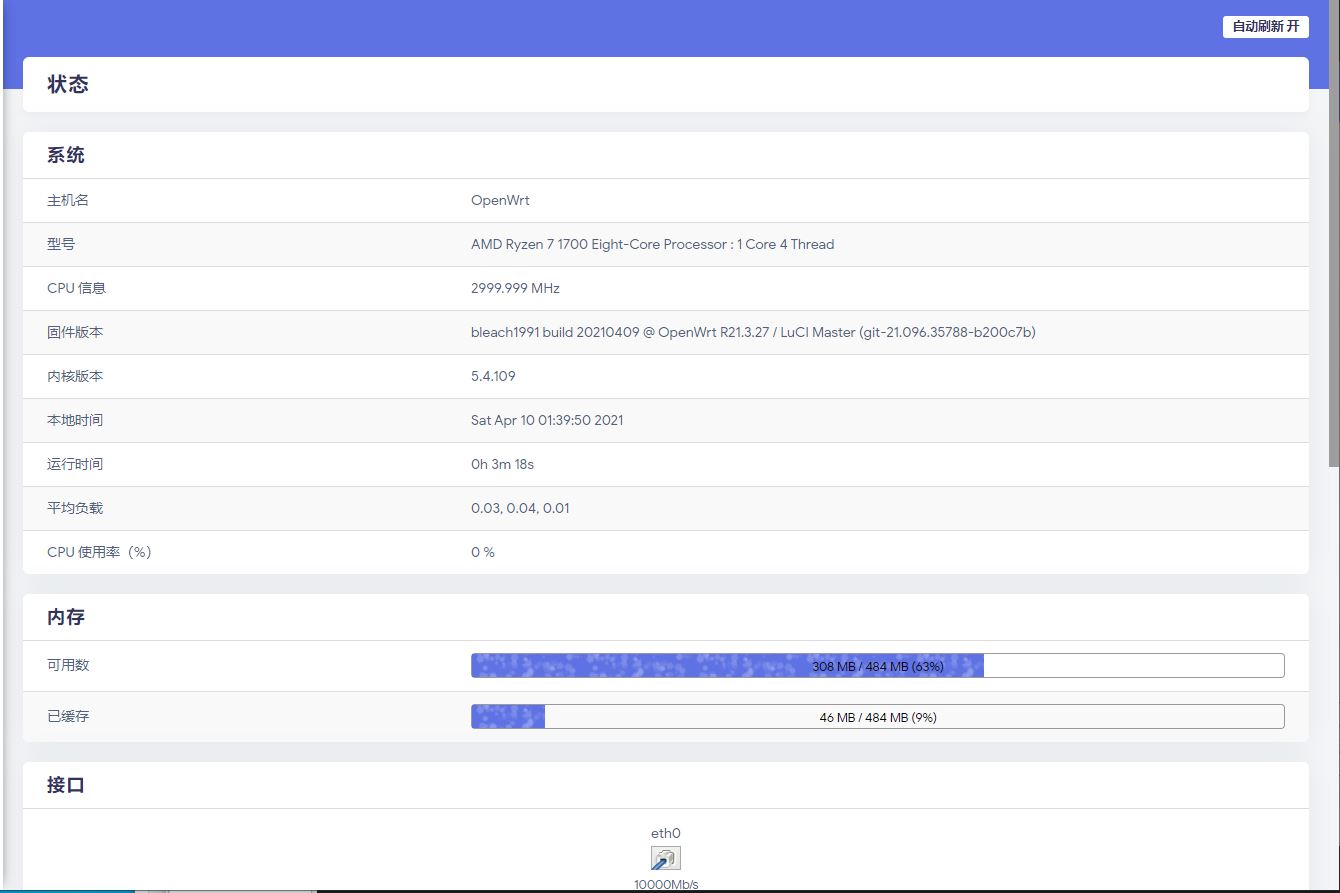 自动刷新 开
状态
系统
主机名 OpenWrt
型号 AMD Ryzen 7 1700 Eight-Core Processor : 1 Core 4 Thread
CPU 信息 2999.999 MHz
固件版本 bleach1991 build 20210409 @ OpenWrt R21.3.27 / LuCI Master (git-21.096.35788-b200c7b)
内核版本 5.4.109
本地时间 Sat Apr 10 01:39:50 2021
运行时间 0h 3m 18s
平均负载 0.03, 0.04, 0.01
CPU 使用率（%） 0 %
内存
可用数 308 MB / 484 MB (63%)
已缓存 46 MB / 484 MB (9%)
接口
eth0
10000Mb/s